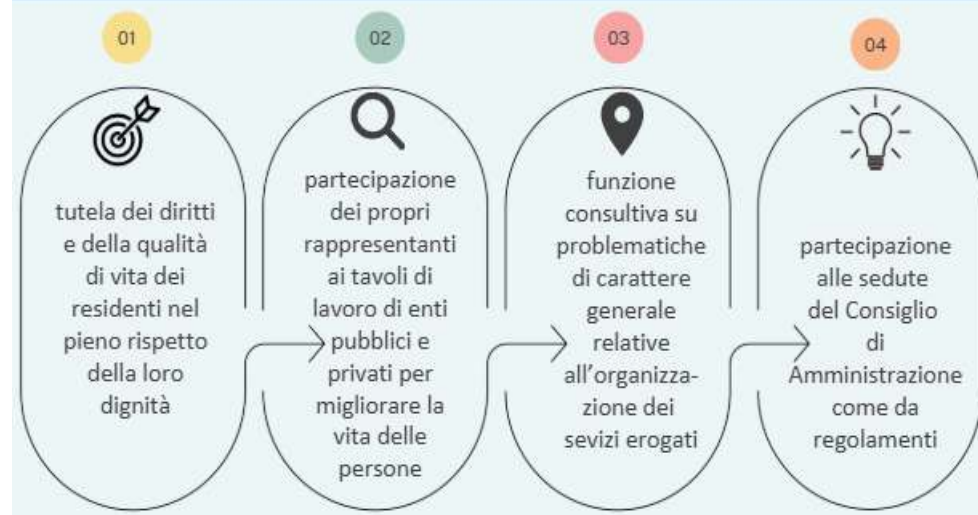 01
tutela dei diritti
e della qualità
di vita dei
residenti nel
pieno rispetto
della loro
dignità
02
partecipazione
dei propri
rappresentanti
ai tavoli di
lavoro di enti
pubblici e
privati per
migliorare la
vita delle
persone
03
funzione
consultiva su
problematiche
di carattere
generale
relative
all'organizza-
zione dei
sevizi erogati
04
partecipazione
alle sedute
del Consiglio
di
Amministrazione
come da
regolamenti